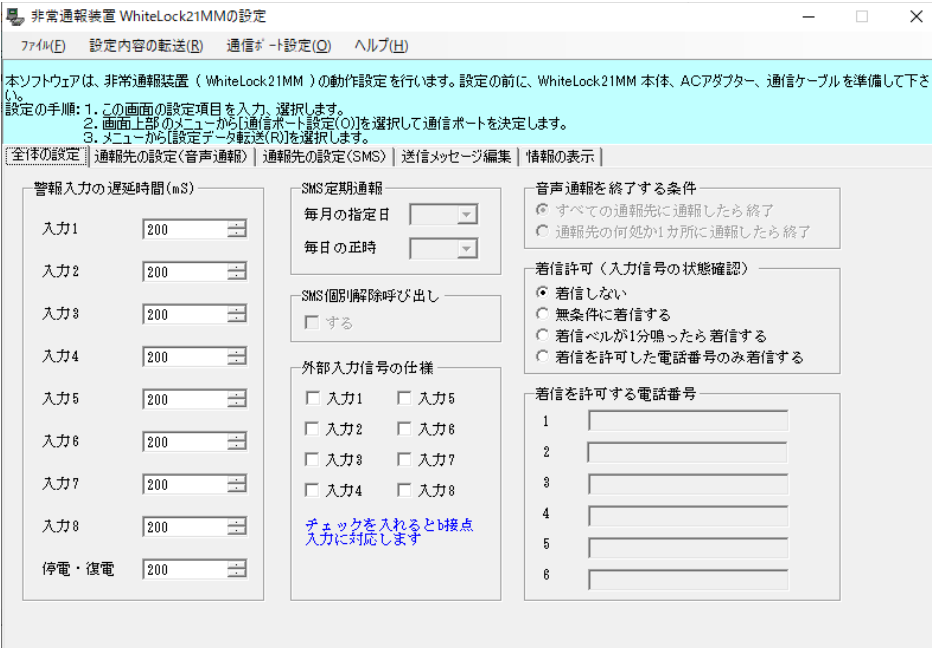 非常通報装置 WhiteLock21MMの設定
ﾌｧｲﾙ(F) 設定内容の転送(R) 通信ﾎﾟｰﾄ設定(O) ヘルプ(H)
本ソフトウェアは、非常通報装置 ( WhiteLock21MM ) の動作設定を行います。設定の前に、WhiteLock21MM 本体、ACアダプター、通信ケーブルを準備して下さ
い。
設定の手順: 1. この画面の設定項目を入力、選択します。
2. 画面上部のメニューから[通信ポート設定(O)]を選択して通信ポートを決定します。
3. メニューから[設定データ転送(R)]を選択します。
全体の設定 通報先の設定(音声通報) 通報先の設定(SMS) 送信メッセージ編集 情報の表示
警報入力の遅延時間(mS)
入力1 200
入力2 200
入力3 200
入力4 200
入力5 200
入力6 200
入力7 200
入力8 200
停電・復電 200
SMS定期通報
毎月の指定日
毎日の正時
SMS個別解除呼び出し
する
外部入力信号の仕様
入力1 入力5
入力2 入力6
入力3 入力7
入力4 入力8
チェックを入れるとb接点
入力に対応します
音声通報を終了する条件
すべての通報先に通報したら終了
通報先の何処か1カ所に通報したら終了
着信許可(入力信号の状態確認)
着信しない
無条件に着信する
着信ベルが1分鳴ったら着信する
着信を許可した電話番号のみ着信する
着信を許可する電話番号
1
2
3
4
5
6